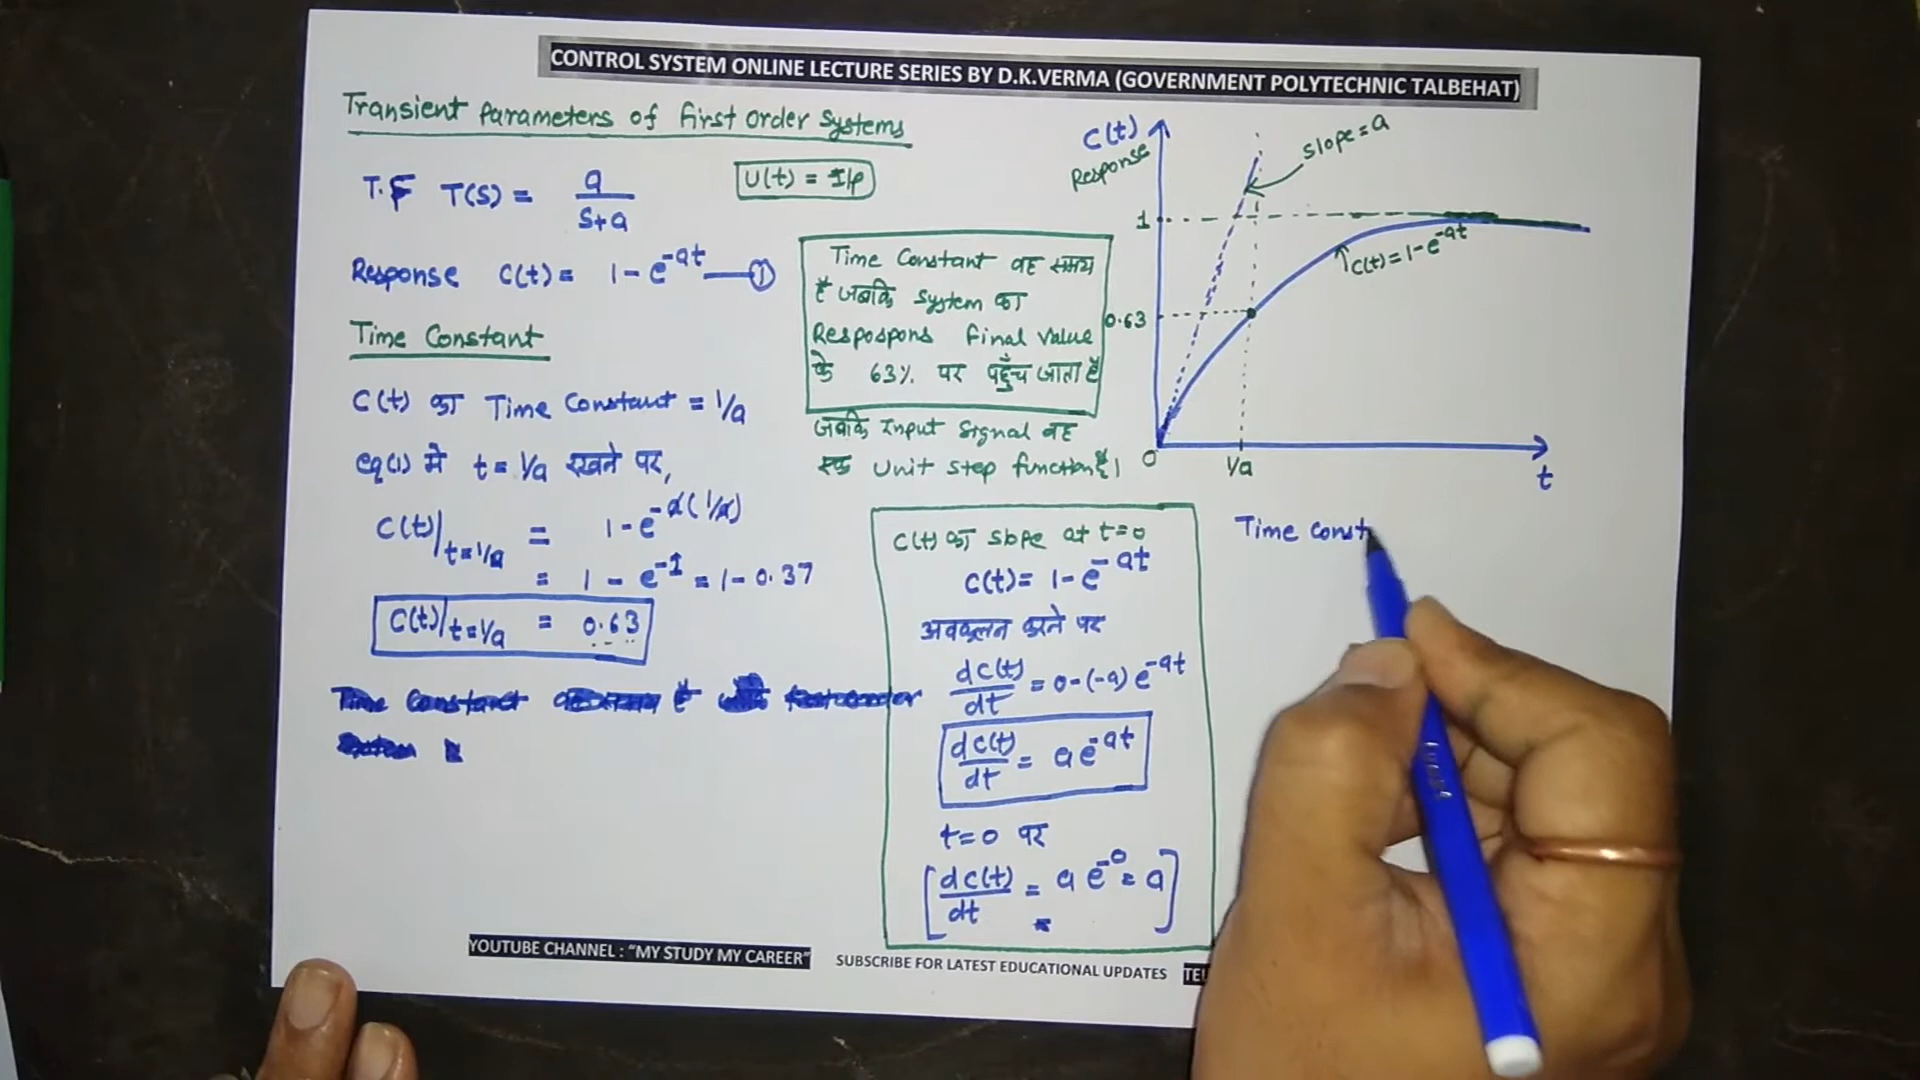 CONTROL SYSTEM ONLINE LECTURE SERIES BY D.K.VERMA (GOVERNMENT POLYTECHNIC TALBEHAT)
Transient Parameters of first Order Systems
T.F T(S) = a / S+a
U(t) = I/P
Response C(t) = 1 - e^-at ①
Time Constant
C(t) का Time Constant = 1/a
eq(1) मे t = 1/a रखने पर,
C(t)|t=1/a = 1 - e^-a(1/a)
= 1 - e^-1 = 1 - 0.37
C(t)|t=1/a = 0.63
Time Constant वह समय
है जबकि System का
Respospons final value
के 63% पर पहुँच जाता है
जबकि Input Signal वह
एक Unit Step function है।
C(t) का slope at t=0
C(t) = 1 - e^-at
अवकलन करने पर
dc(t)/dt = 0-(-a) e^-at
dc(t)/dt = a e^-at
t=0 पर
[dc(t)/dt = a e^-0 = a]
C(t)
Response
slope = a
1
C(t) = 1 - e^-at
0.63
0
1/a
t
Time const
YOUTUBE CHANNEL : "MY STUDY MY CAREER"
SUBSCRIBE FOR LATEST EDUCATIONAL UPDATES
TEL